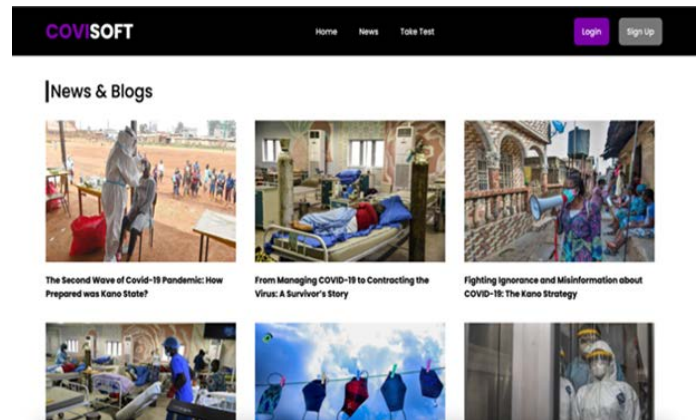 COVISOFT
Home News Take Test
Login Sign Up
News & Blogs
The Second Wave of Covid-19 Pandemic: How
Prepared was Kano State?
From Managing COVID-19 to Contracting the
Virus: A Survivor's Story
Fighting Ignorance and Misinformation about
COVID-19: The Kano Strategy